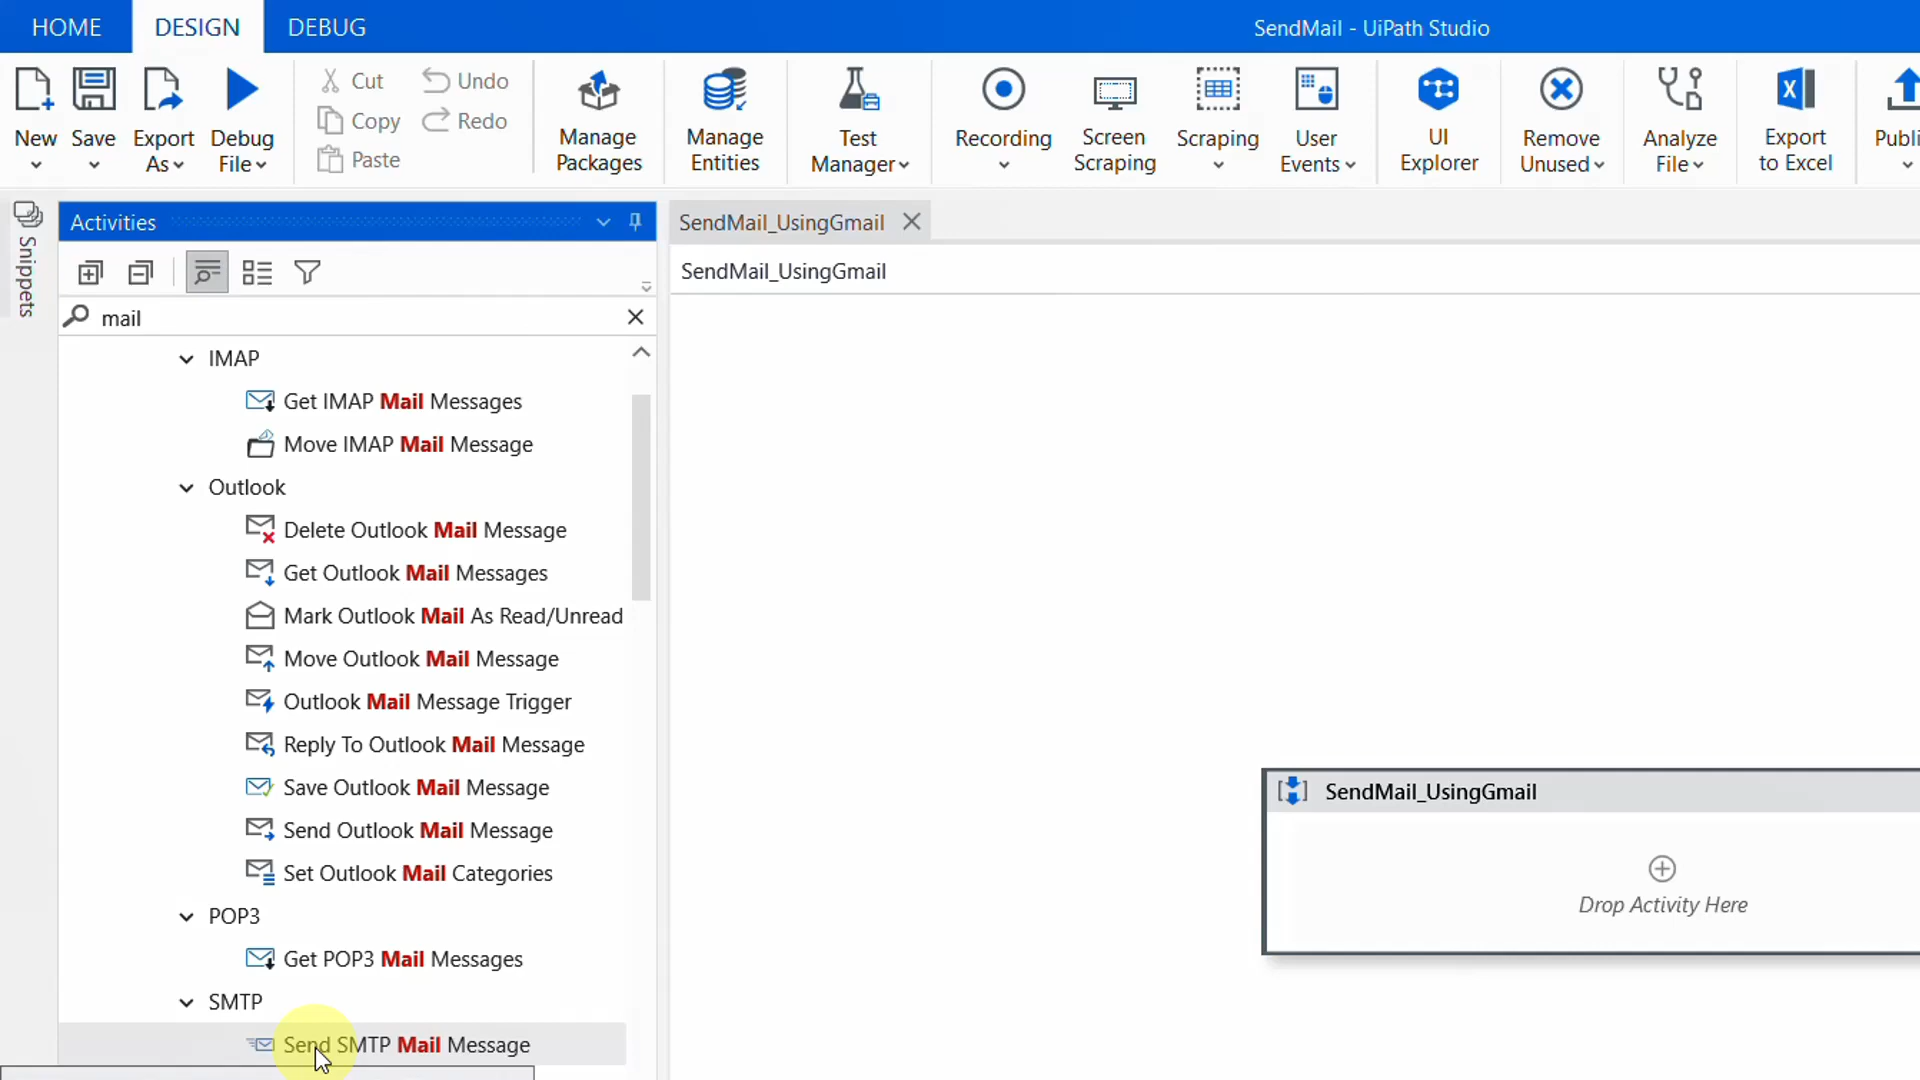 HOME DESIGN DEBUG SendMail - UiPath Studio
New Save Export As Debug File
Cut Copy Paste Undo Redo
Manage Packages
Manage Entities
Test Manager
Recording
Screen Scraping
Scraping
User Events
UI Explorer
Remove Unused
Analyze File
Export to Excel
Publi
Snippets
Activities
SendMail_UsingGmail
SendMail_UsingGmail
mail
IMAP
Get IMAP Mail Messages
Move IMAP Mail Message
Outlook
Delete Outlook Mail Message
Get Outlook Mail Messages
Mark Outlook Mail As Read/Unread
Move Outlook Mail Message
Outlook Mail Message Trigger
Reply To Outlook Mail Message
Save Outlook Mail Message
Send Outlook Mail Message
Set Outlook Mail Categories
POP3
Get POP3 Mail Messages
SMTP
Send SMTP Mail Message
SendMail_UsingGmail
Drop Activity Here